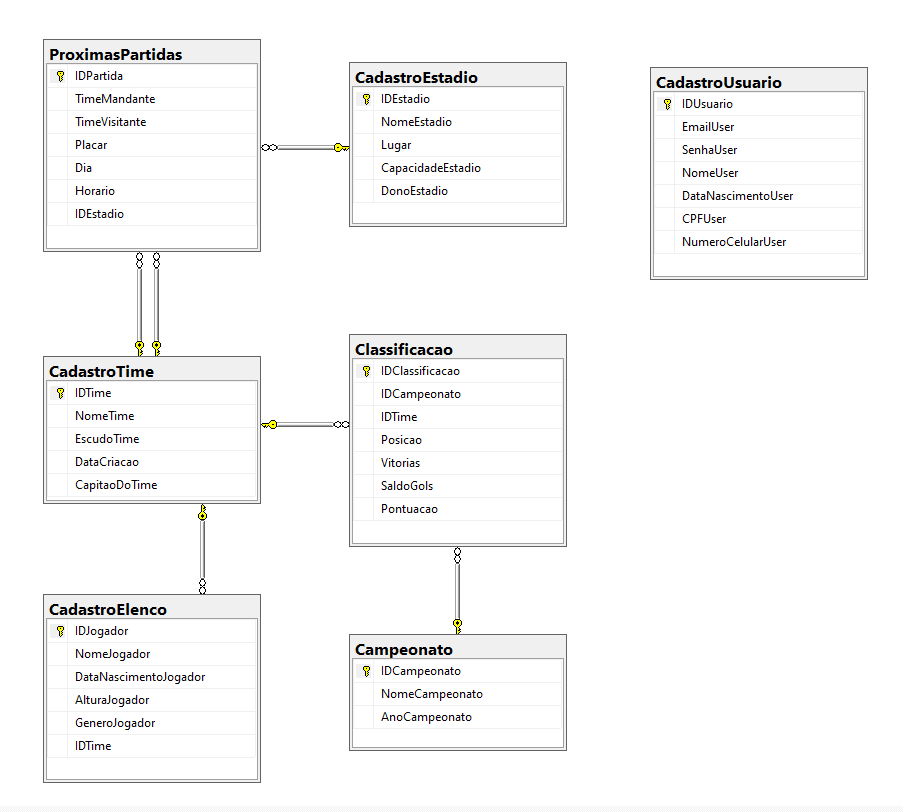 ProximasPartidas
IDPartida
TimeMandante
TimeVisitante
Placar
Dia
Horario
IDEstadio
CadastroEstadio
IDEstadio
NomeEstadio
Lugar
CapacidadeEstadio
DonoEstadio
CadastroUsuario
IDUsuario
EmailUser
SenhaUser
NomeUser
DataNascimentoUser
CPFUser
NumeroCelularUser
CadastroTime
IDTime
NomeTime
EscudoTime
DataCriacao
CapitaoDoTime
Classificacao
IDClassificacao
IDCampeonato
IDTime
Posicao
Vitorias
SaldoGols
Pontuacao
CadastroElenco
IDJogador
NomeJogador
DataNascimentoJogador
AlturaJogador
GeneroJogador
IDTime
Campeonato
IDCampeonato
NomeCampeonato
AnoCampeonato